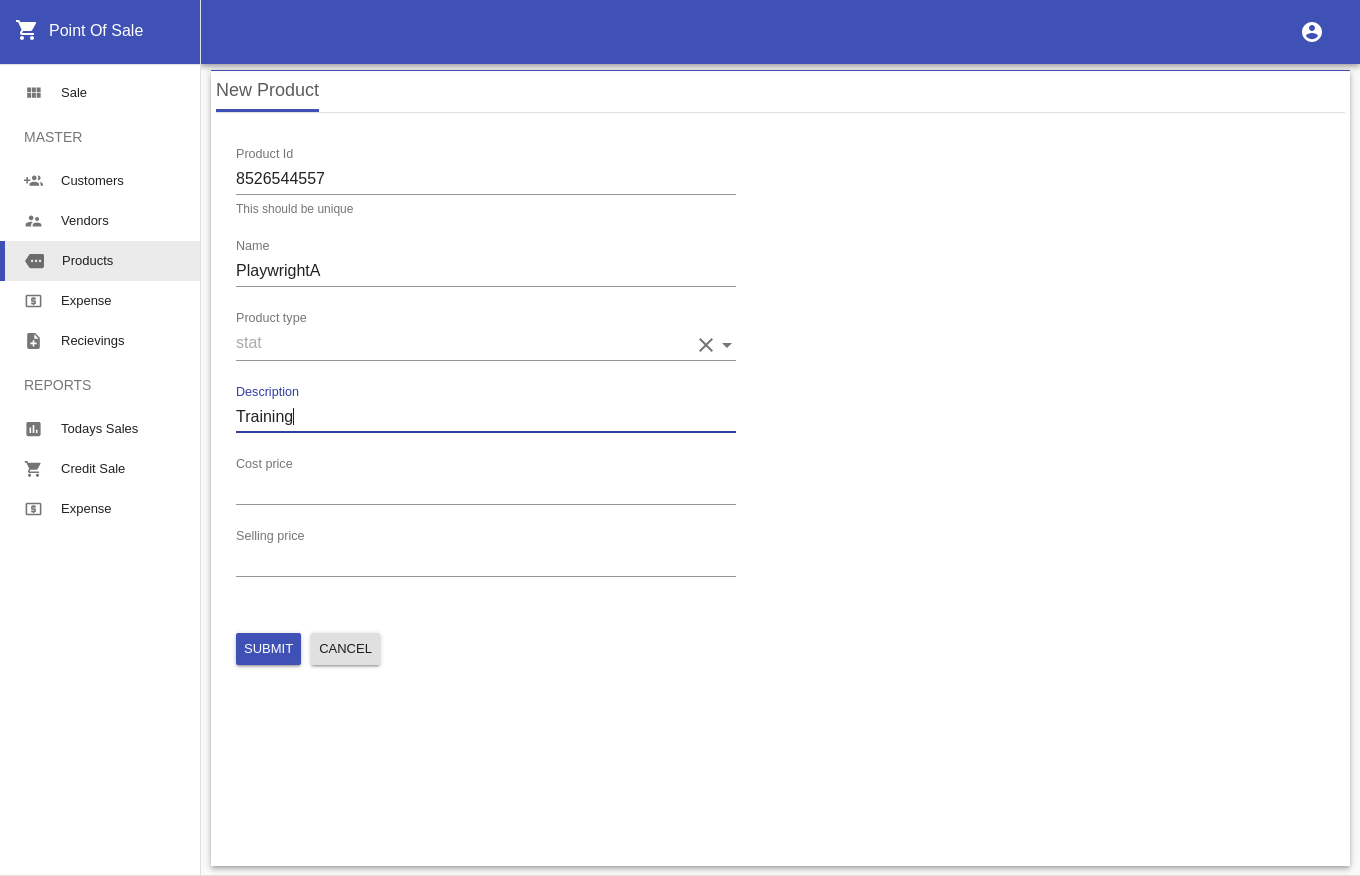 Point Of Sale
Sale
MASTER
Customers
Vendors
Products
Expense
Recievings
REPORTS
Todays Sales
Credit Sale
Expense
New Product
Product Id
8526544557
This should be unique
Name
PlaywrightA
Product type
stat
Description
Training
Cost price
Selling price
SUBMIT CANCEL